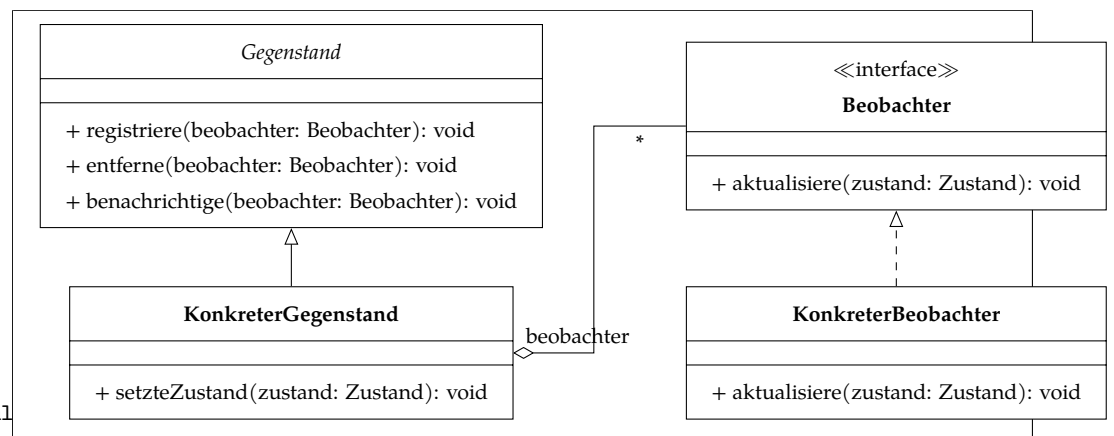 Gegenstand
+ registriere(beobachter: Beobachter): void
+ entferne(beobachter: Beobachter): void
+ benachrichtige(beobachter: Beobachter): void
≪interface≫
Beobachter
+ aktualisiere(zustand: Zustand): void
*
KonkreterGegenstand
+ setzteZustand(zustand: Zustand): void
beobachter
KonkreterBeobachter
+ aktualisiere(zustand: Zustand): void